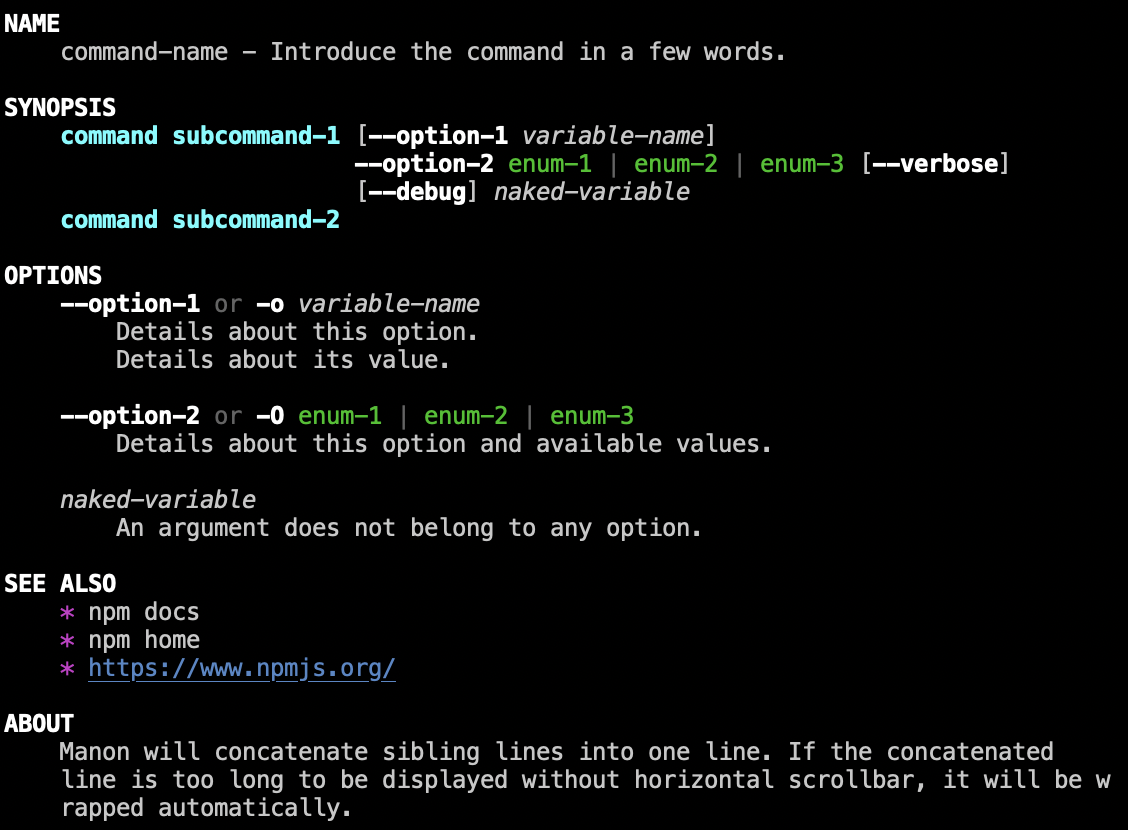 NAME
command-name - Introduce the command in a few words.
SYNOPSIS
command subcommand-1 [--option-1 variable-name]
--option-2 enum-1 | enum-2 | enum-3 [--verbose]
[--debug] naked-variable
command subcommand-2
OPTIONS
--option-1 or -o variable-name
Details about this option.
Details about its value.
--option-2 or -O enum-1 | enum-2 | enum-3
Details about this option and available values.
naked-variable
An argument does not belong to any option.
SEE ALSO
* npm docs
* npm home
* https://www.npmjs.org/
ABOUT
Manon will concatenate sibling lines into one line. If the concatenated
line is too long to be displayed without horizontal scrollbar, it will be w
rapped automatically.